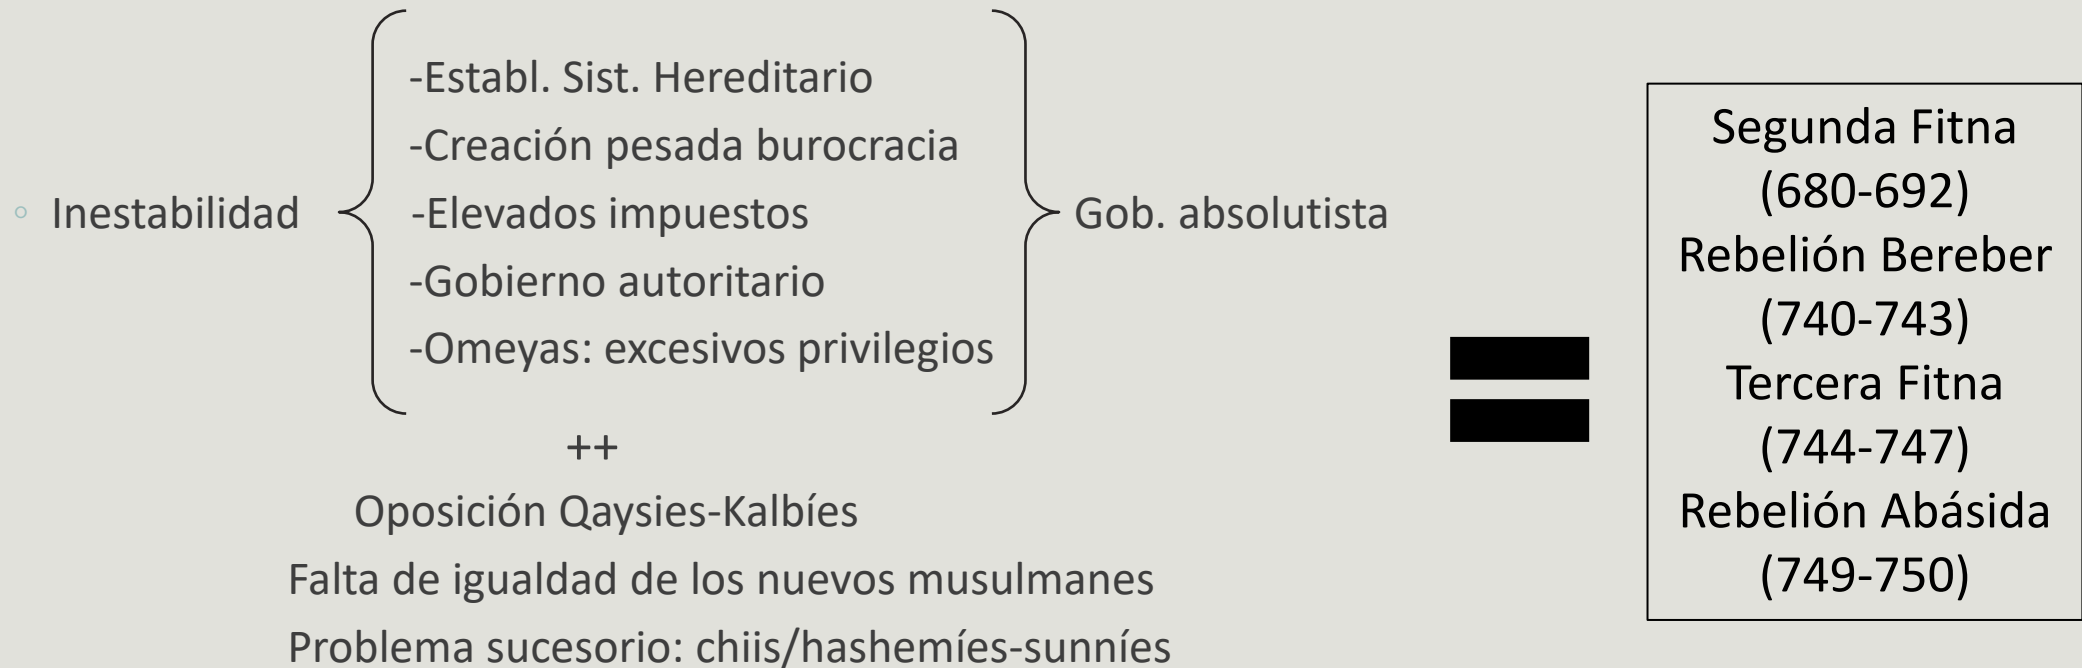 -Establ. Sist. Hereditario
-Creación pesada burocracia
◦ Inestabilidad
-Elevados impuestos
Gob. absolutista
-Gobierno autoritario
-Omeyas: excesivos privilegios
++
Oposición Qaysies-Kalbíes
Falta de igualdad de los nuevos musulmanes
Problema sucesorio: chiis/hashemíes-sunníes
Segunda Fitna
(680-692)
Rebelión Bereber
(740-743)
Tercera Fitna
(744-747)
Rebelión Abásida
(749-750)